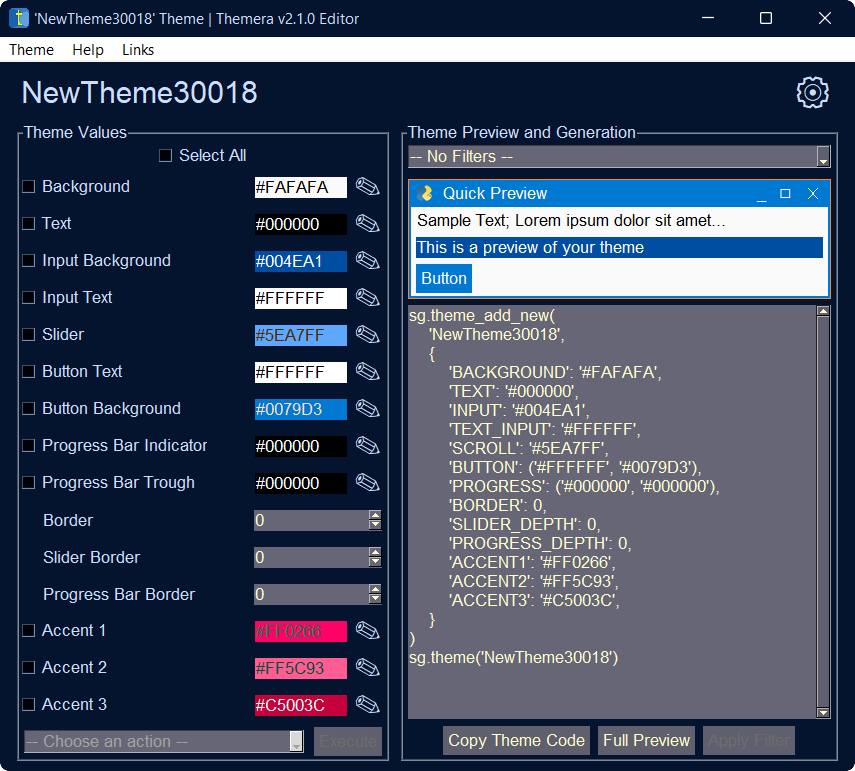 'NewTheme30018' Theme | Themera v2.1.0 Editor
Theme Help Links
NewTheme30018
Theme Values
Select All
Background #FAFAFA
Text #000000
Input Background #004EA1
Input Text #FFFFFF
Slider #5EA7FF
Button Text #FFFFFF
Button Background #0079D3
Progress Bar Indicator #000000
Progress Bar Trough #000000
Border 0
Slider Border 0
Progress Bar Border 0
Accent 1 #FF0266
Accent 2 #FF5C93
Accent 3 #C5003C
-- Choose an action -- Execute
Theme Preview and Generation
-- No Filters --
Quick Preview
Sample Text; Lorem ipsum dolor sit amet...
This is a preview of your theme
Button
sg.theme_add_new(
'NewTheme30018',
{
'BACKGROUND': '#FAFAFA',
'TEXT': '#000000',
'INPUT': '#004EA1',
'TEXT_INPUT': '#FFFFFF',
'SCROLL': '#5EA7FF',
'BUTTON': ('#FFFFFF', '#0079D3'),
'PROGRESS': ('#000000', '#000000'),
'BORDER': 0,
'SLIDER_DEPTH': 0,
'PROGRESS_DEPTH': 0,
'ACCENT1': '#FF0266',
'ACCENT2': '#FF5C93',
'ACCENT3': '#C5003C',
}
)
sg.theme('NewTheme30018')
Copy Theme Code Full Preview Apply Filter